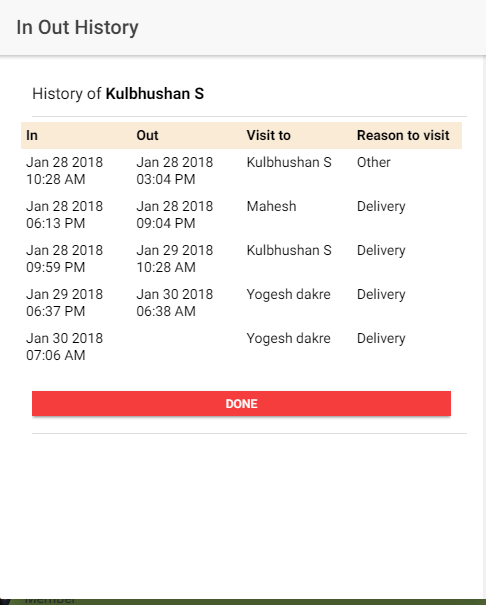 In Out History
History of Kulbhushan S
In Out Visit to Reason to visit
Jan 28 2018 Jan 28 2018 Kulbhushan S Other
10:28 AM 03:04 PM
Jan 28 2018 Jan 28 2018 Mahesh Delivery
06:13 PM 09:04 PM
Jan 28 2018 Jan 29 2018 Kulbhushan S Delivery
09:59 PM 10:28 AM
Jan 29 2018 Jan 30 2018 Yogesh dakre Delivery
06:37 PM 06:38 AM
Jan 30 2018 Yogesh dakre Delivery
07:06 AM
DONE
Member